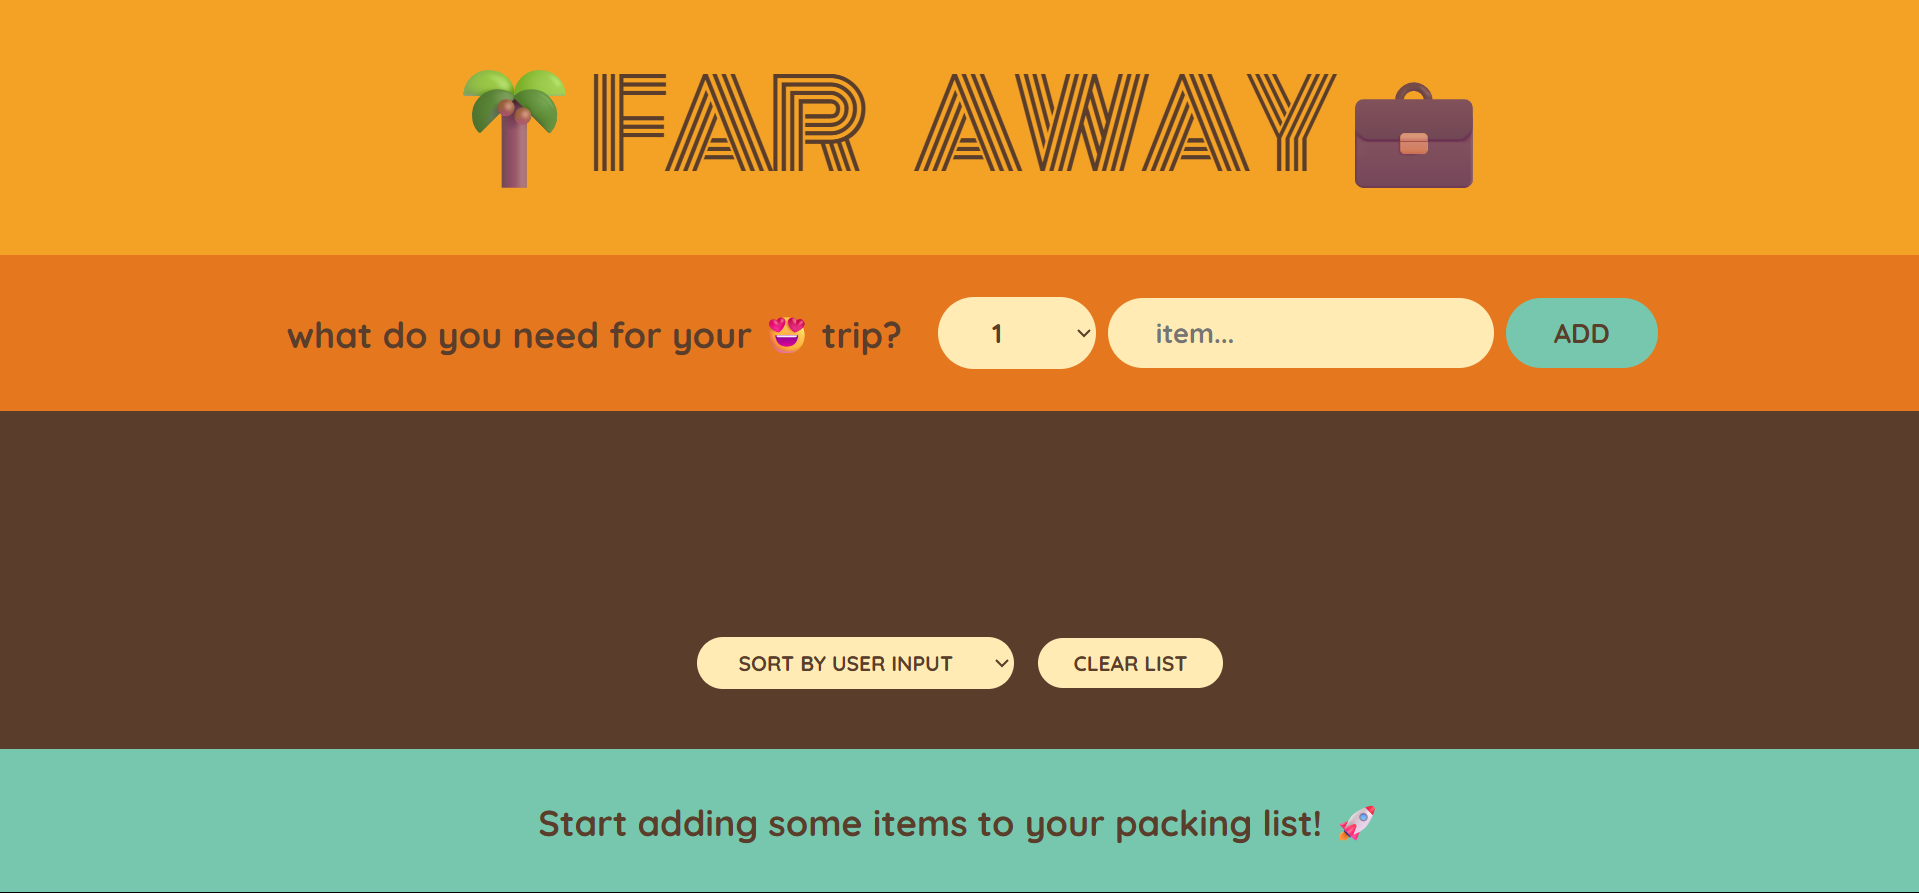 🌴 FAR AWAY 💼
what do you need for your 😍 trip?
1
item...
ADD
SORT BY USER INPUT
CLEAR LIST
Start adding some items to your packing list! 🚀